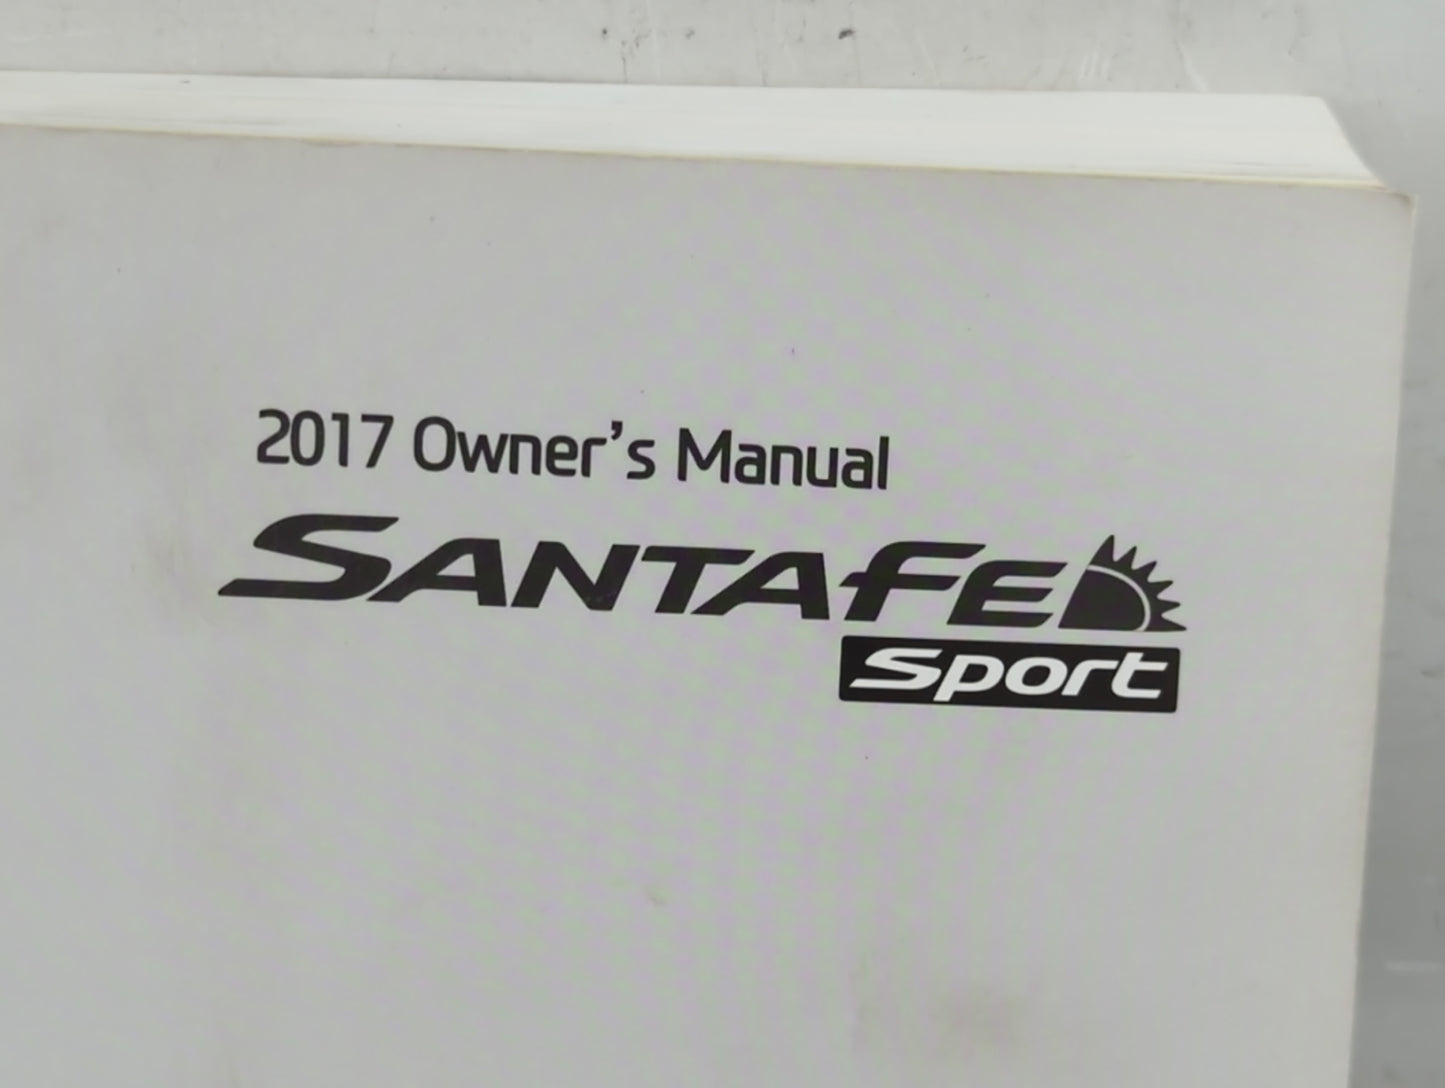 2017 Owner's Manual
SANTAFE
Sport